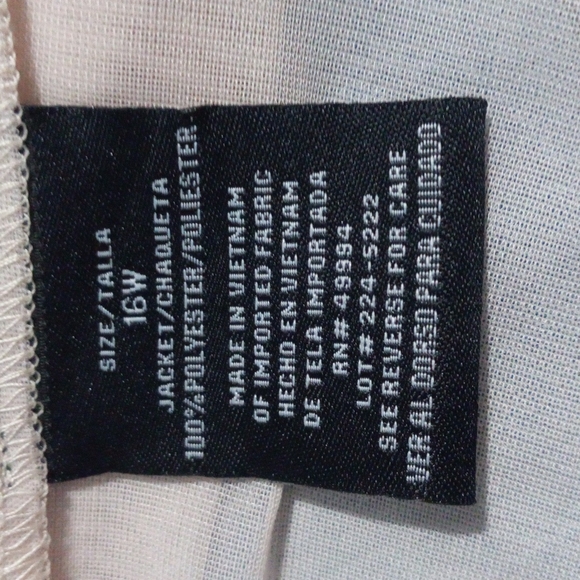 SIZE/TALLA
16W
JACKET/CHAQUETA
100%POLYESTER/POLIESTER
MADE IN VIETNAM
OF IMPORTED FABRIC
HECHO EN VIETNAM
DE TELA IMPORTADA
RN# 49994
LOT# 224-5222
SEE REVERSE FOR CARE
VER AL DORSO PARA CUIDADO